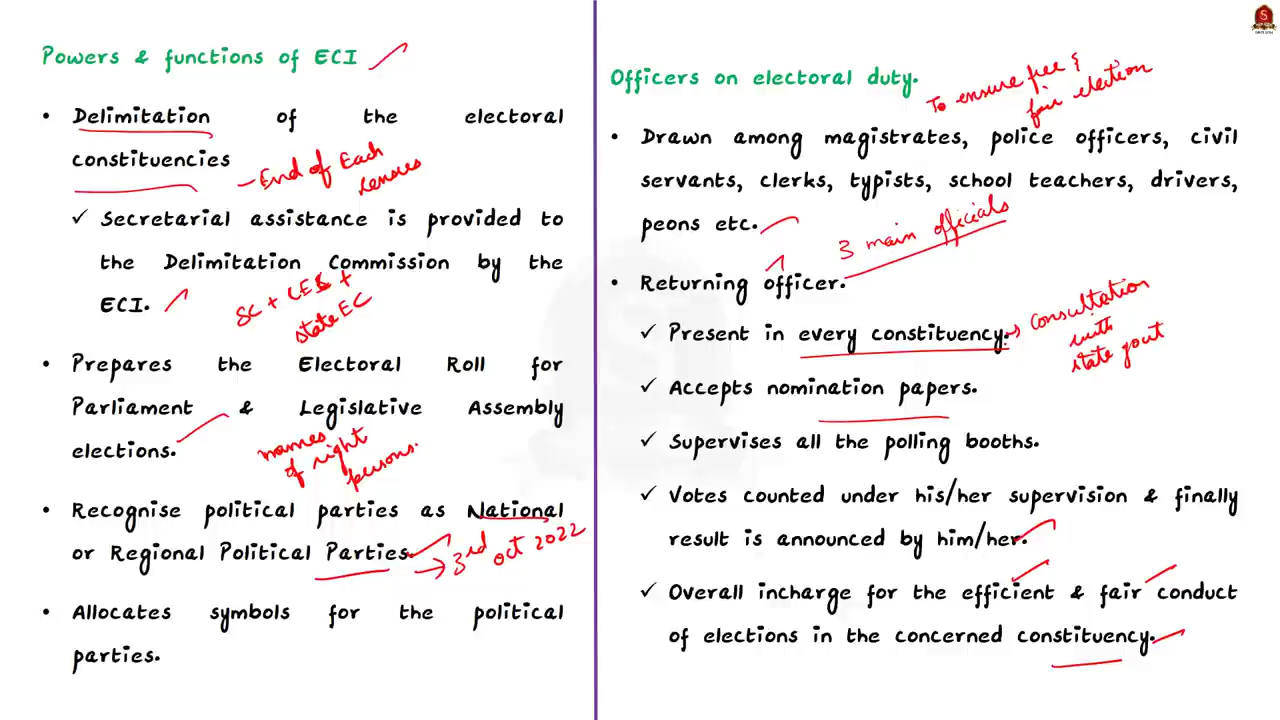 Powers & functions of ECI
• Delimitation of the electoral
constituencies
– End of Each
census
✓ Secretarial assistance is provided to
the Delimitation Commission by the
ECI.
SC + CEC +
state EC
• Prepares the Electoral Roll for
Parliament & Legislative Assembly
elections.
names
of right
persons.
• Recognise political parties as National
or Regional Political Parties.
→ 3rd Oct 2022
• Allocates symbols for the political
parties.
Officers on electoral duty.
To ensure free &
fair election
• Drawn among magistrates, police officers, civil
servants, clerks, typists, school teachers, drivers,
peons etc.
3 main officials
• Returning officer.
✓ Present in every constituency.
→ Consultation
with
state govt
✓ Accepts nomination papers.
✓ Supervises all the polling booths.
✓ Votes counted under his/her supervision & finally
result is announced by him/her.
✓ Overall incharge for the efficient & fair conduct
of elections in the concerned constituency.